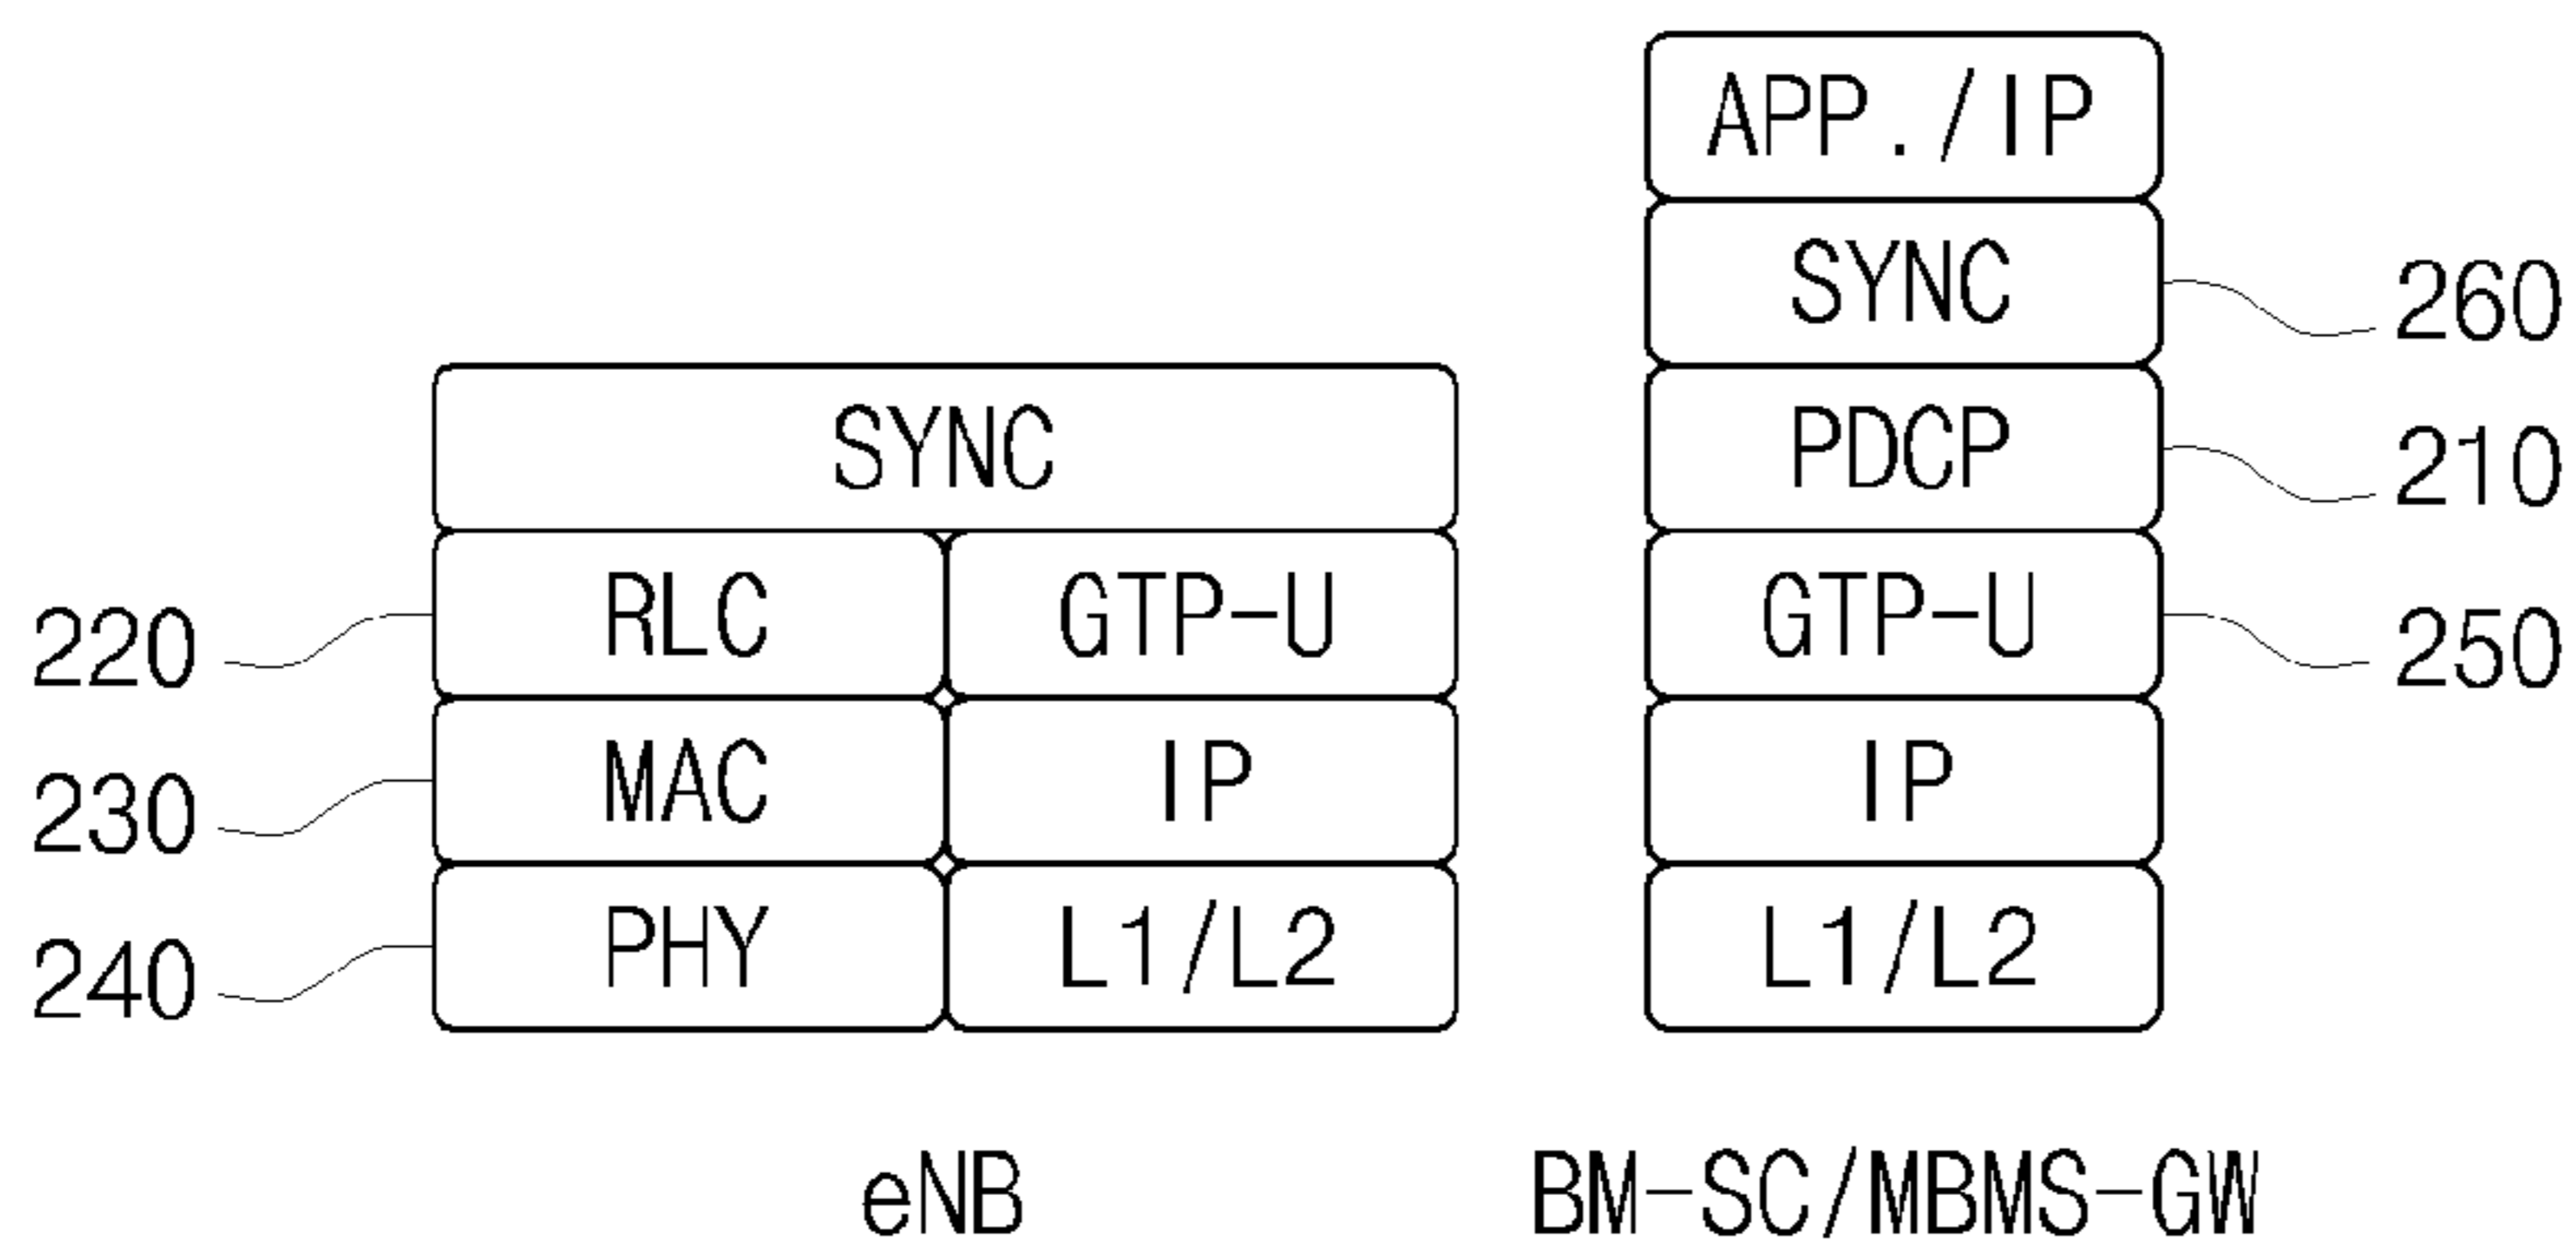 APP./IP
SYNC 260
SYNC PDCP 210
220 RLC GTP-U GTP-U 250
230 MAC IP IP
240 PHY L1/L2 L1/L2
eNB BM-SC/MBMS-GW